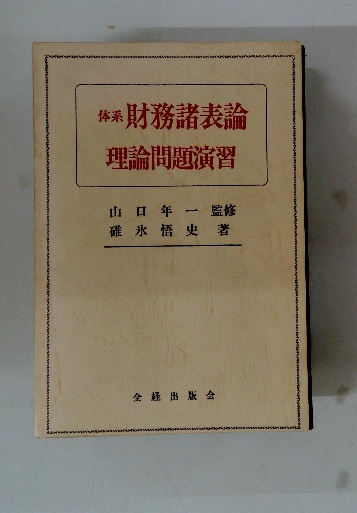 体系 財務諸表論
理論問題演習
山口年一 監修
碓氷悟史 著
全経出版会